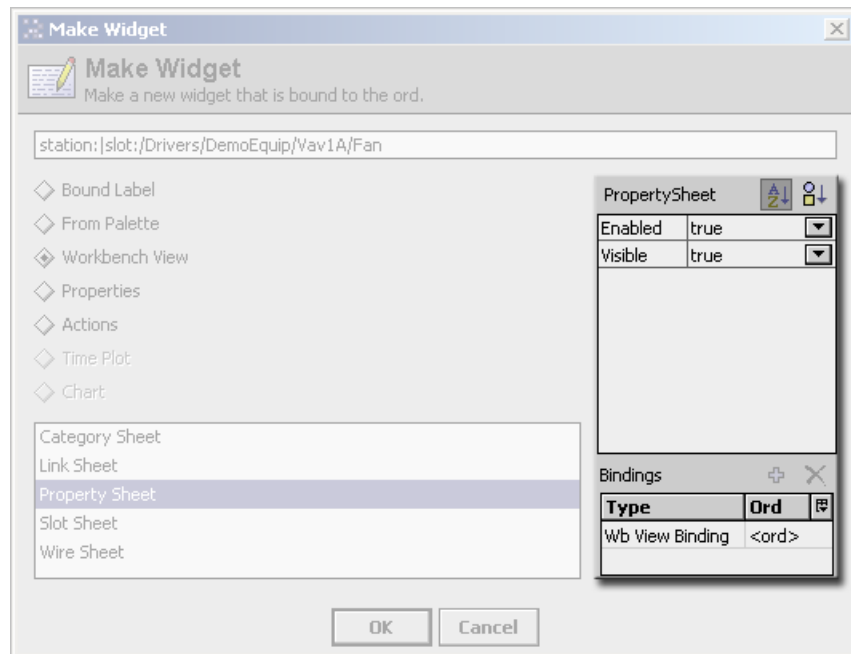 Make Widget
Make Widget
Make a new widget that is bound to the ord.
station:|slot:/Drivers/DemoEquip/Vav1A/Fan
Bound Label
From Palette
Workbench View
Properties
Actions
Time Plot
Chart
Category Sheet
Link Sheet
Property Sheet
Slot Sheet
Wire Sheet
PropertySheet
Enabled true
Visible true
Bindings
Type Ord
Wb View Binding <ord>
OK Cancel